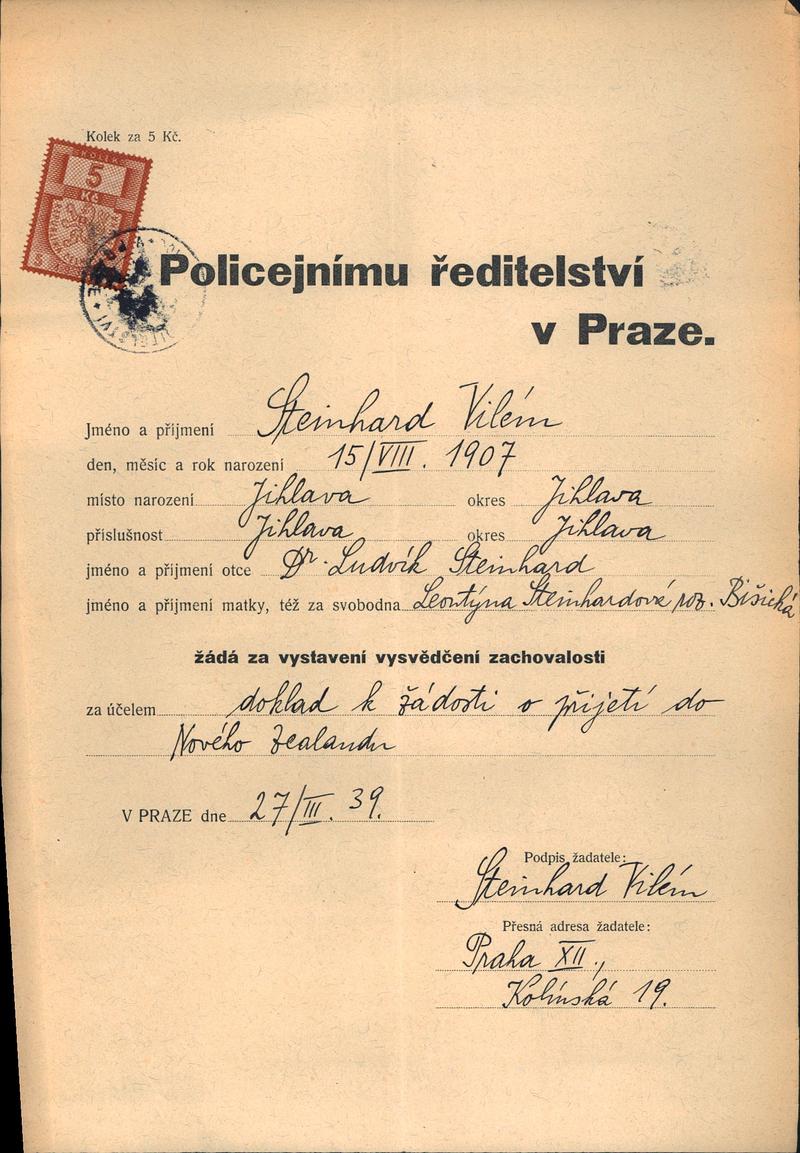 Kolek za 5 Kč.
KOLEK
5
Kč
Policejnímu ředitelství
v Praze.
Jméno a příjmení Steinhard Vilém
den, měsíc a rok narození 15/VIII. 1907
místo narození Jihlava okres Jihlava
příslušnost Jihlava okres Jihlava
jméno a příjmení otce Dr. Ludvík Steinhard
jméno a příjmení matky, též za svobodna Leontýna Steinhardové roz. Bišická
žádá za vystavení vysvědčení zachovalosti
za účelem doklad k žádosti o přijetí do
Nového Zealandu
V PRAZE dne 27/III. 39.
Podpis žadatele:
Steinhard Vilém
Přesná adresa žadatele:
Praha XII.,
Kolínská 19.